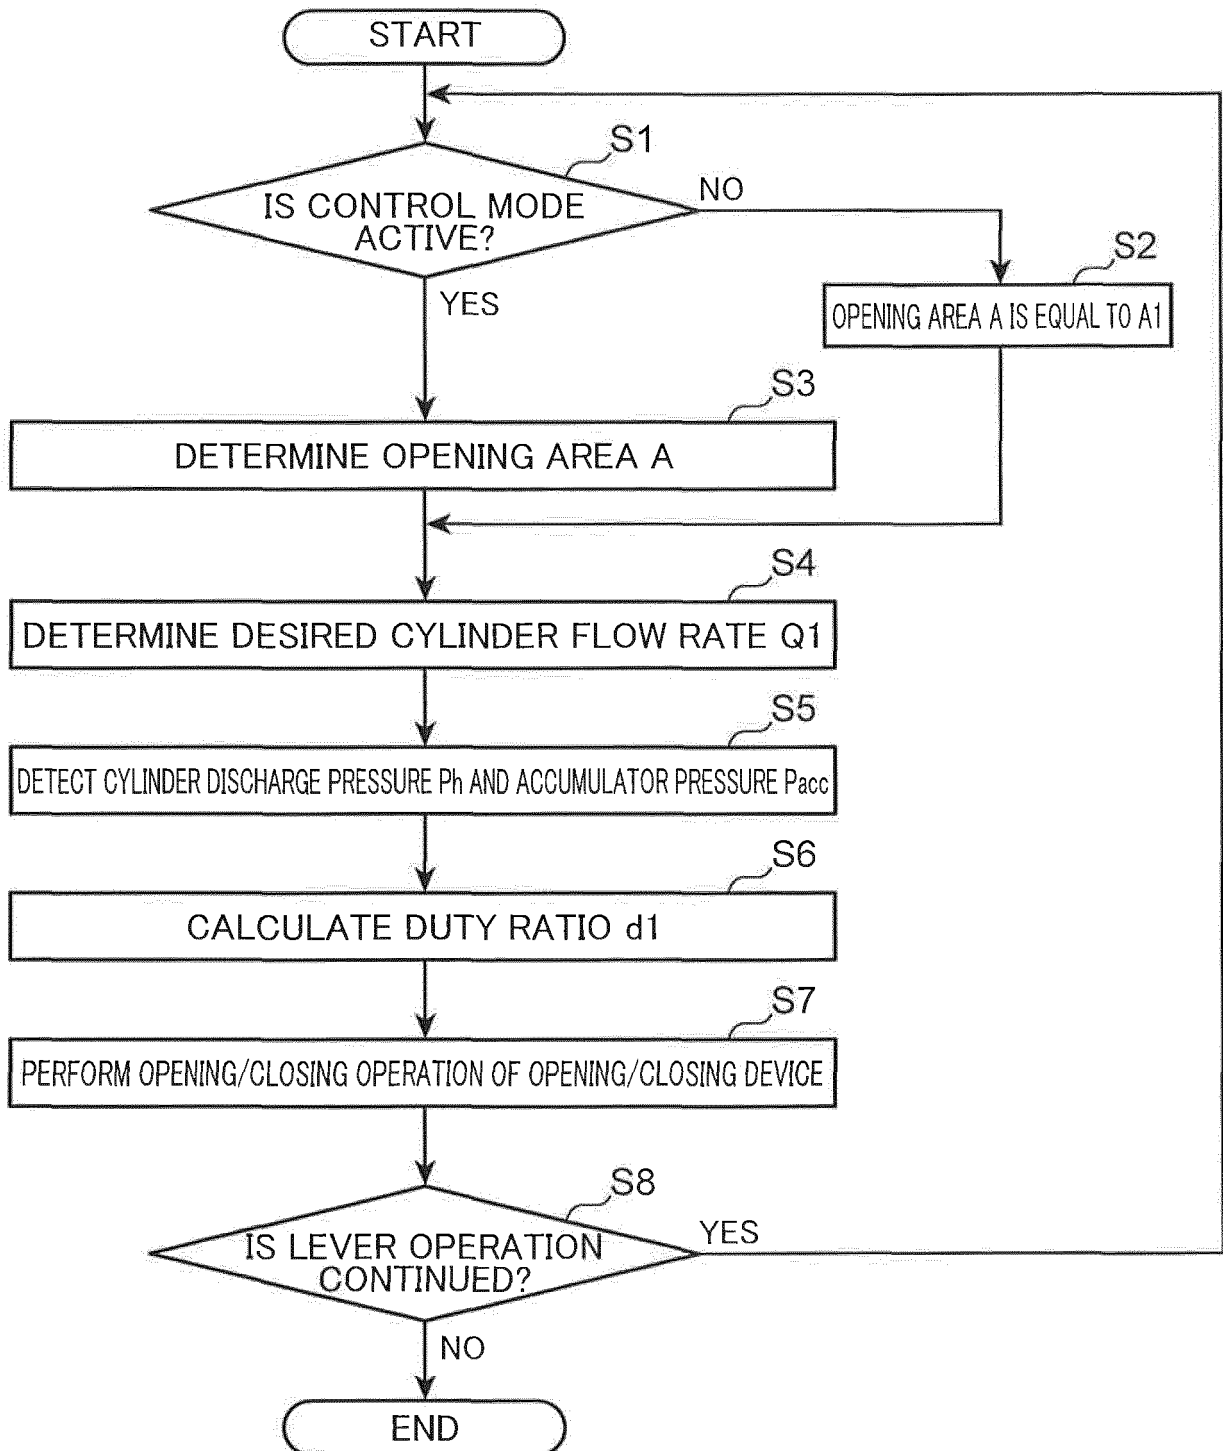 START
S1
IS CONTROL MODE
ACTIVE?
NO
YES
S2
OPENING AREA A IS EQUAL TO A1
S3
DETERMINE OPENING AREA A
S4
DETERMINE DESIRED CYLINDER FLOW RATE Q1
S5
DETECT CYLINDER DISCHARGE PRESSURE Ph AND ACCUMULATOR PRESSURE Pacc
S6
CALCULATE DUTY RATIO d1
S7
PERFORM OPENING/CLOSING OPERATION OF OPENING/CLOSING DEVICE
S8
IS LEVER OPERATION
CONTINUED?
YES
NO
END